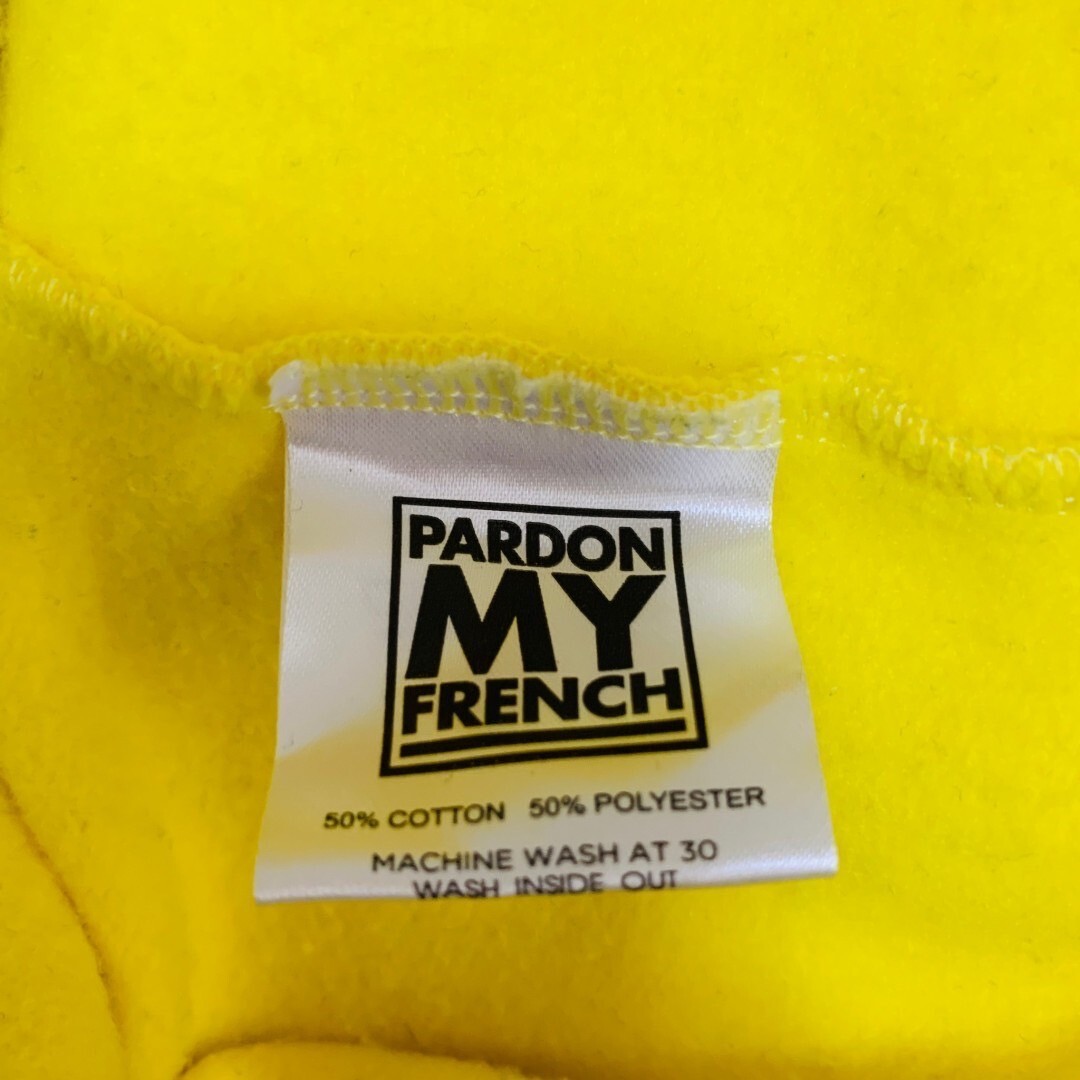 PARDON
MY
FRENCH
50% COTTON 50% POLYESTER
MACHINE WASH AT 30
WASH INSIDE OUT